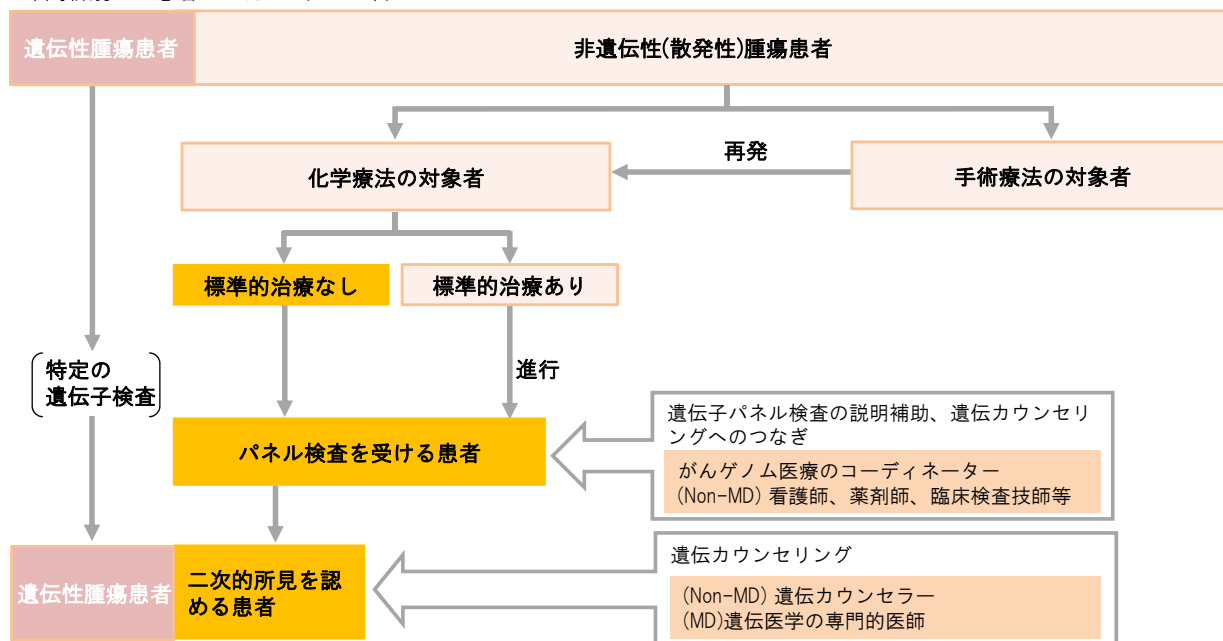 遺伝性腫瘍患者
非遺伝性(散発性)腫瘍患者
化学療法の対象者
再発
手術療法の対象者
標準的治療なし
標準的治療あり
特定の
遺伝子検査
進行
パネル検査を受ける患者
遺伝子パネル検査の説明補助、遺伝カウンセリ
ングへのつなぎ
がんゲノム医療のコーディネーター
(Non-MD) 看護師、薬剤師、臨床検査技師等
遺伝性腫瘍患者
二次的所見を認
める患者
遺伝カウンセリング
(Non-MD) 遺伝カウンセラー
(MD)遺伝医学の専門的医師